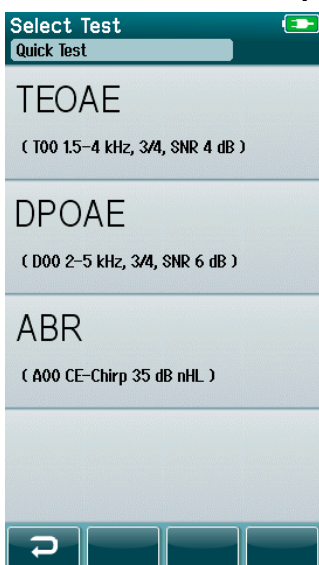 Select Test
Quick Test
TEOAE
( T00 1.5-4 kHz, 3/4, SNR 4 dB )
DPOAE
( D00 2-5 kHz, 3/4, SNR 6 dB )
ABR
( A00 CE-Chirp 35 dB nHL )